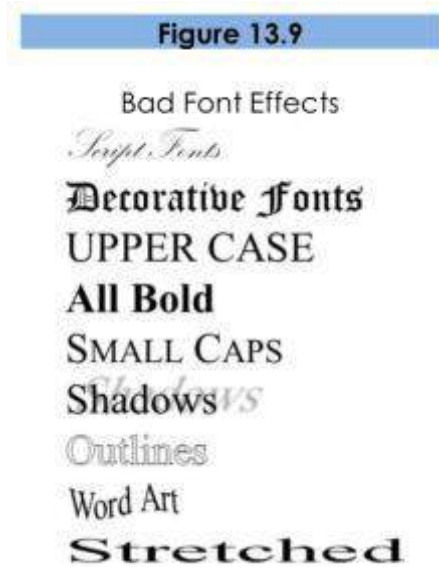 Figure 13.9
Bad Font Effects
Script Fonts
Decorative Fonts
UPPER CASE
All Bold
SMALL CAPS
Shadows
Outlines
Word Art
Stretched